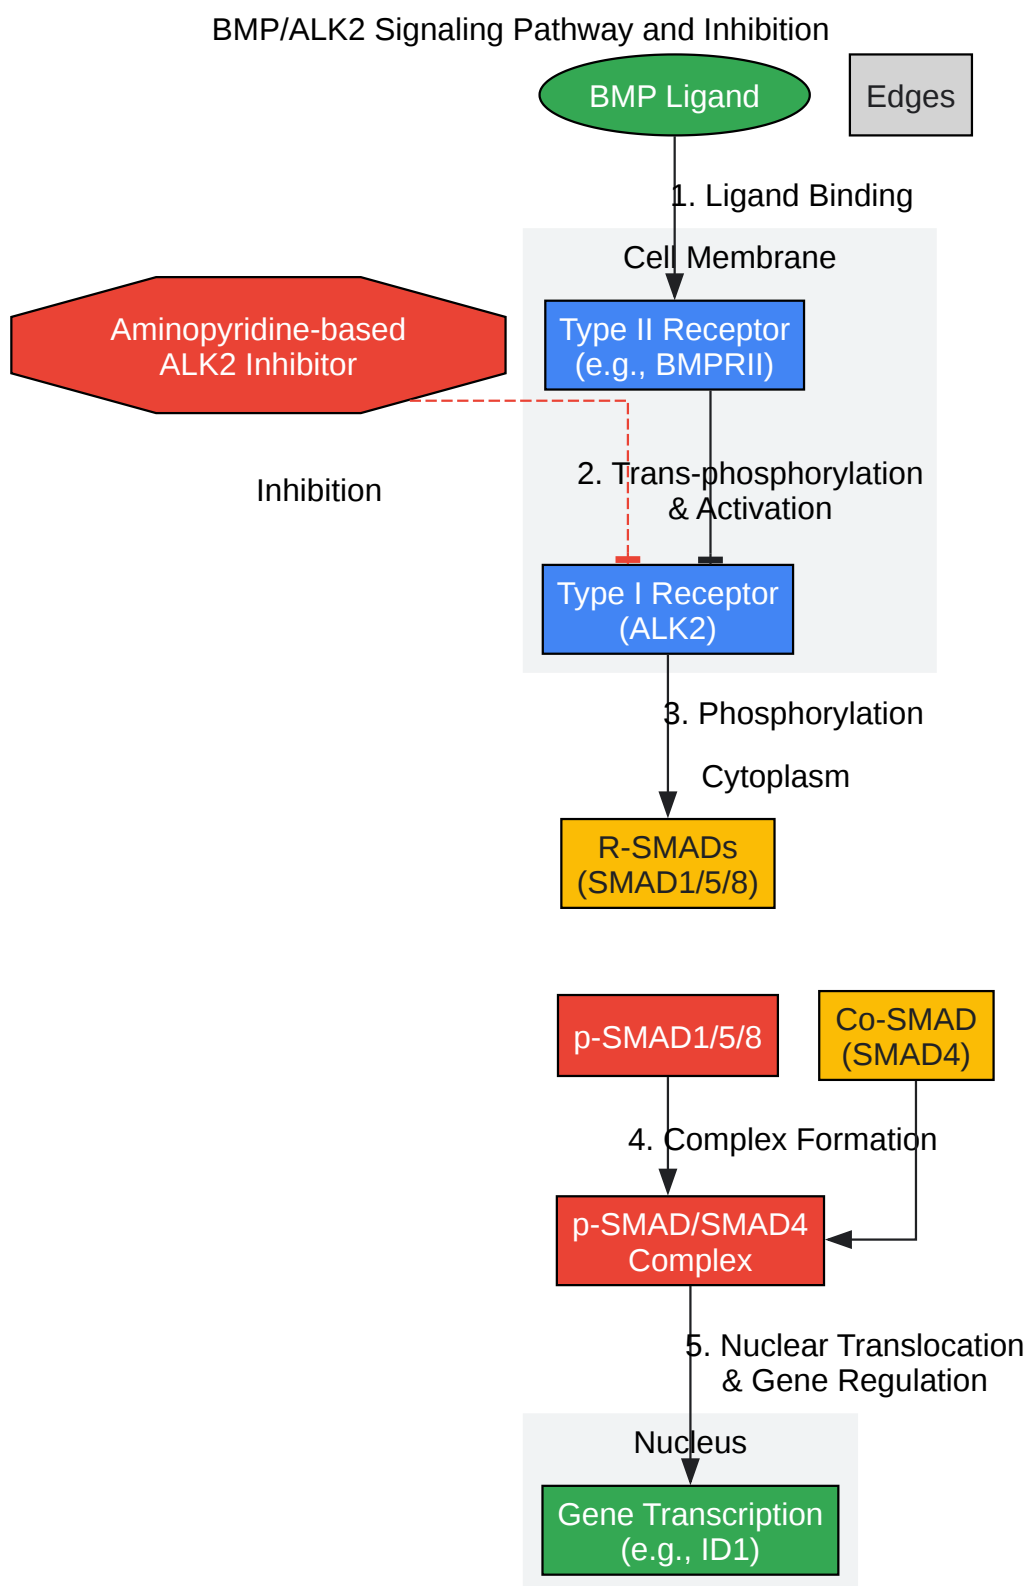 BMP/ALK2 Signaling Pathway and Inhibition
BMP Ligand
Edges
1. Ligand Binding
Cell Membrane
Aminopyridine-based
ALK2 Inhibitor
Type II Receptor
(e.g., BMPRII)
Inhibition
2. Trans-phosphorylation
& Activation
Type I Receptor
(ALK2)
3. Phosphorylation
Cytoplasm
R-SMADs
(SMAD1/5/8)
p-SMAD1/5/8
Co-SMAD
(SMAD4)
4. Complex Formation
p-SMAD/SMAD4
Complex
5. Nuclear Translocation
& Gene Regulation
Nucleus
Gene Transcription
(e.g., ID1)